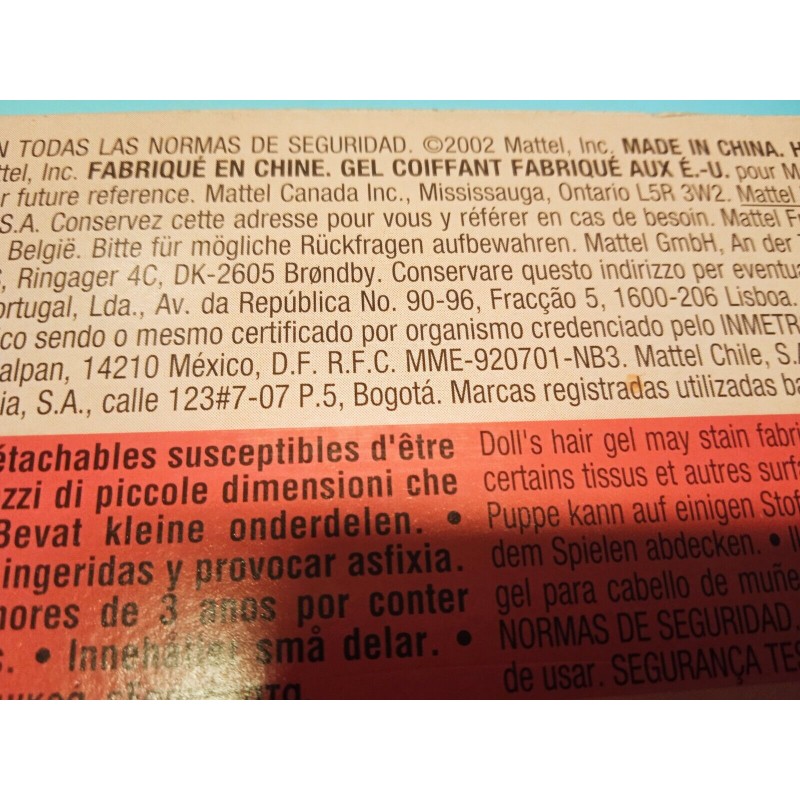 N TODAS LAS NORMAS DE SEGURIDAD. ©2002 Mattel, Inc. MADE IN CHINA. H
ttel, Inc. FABRIQUÉ EN CHINE. GEL COIFFANT FABRIQUÉ AUX É.-U. pour M
r future reference. Mattel Canada Inc., Mississauga, Ontario L5R 3W2. Mattel
S.A. Conservez cette adresse pour vous y référer en cas de besoin. Mattel Fr
België. Bitte für mögliche Rückfragen aufbewahren. Mattel GmbH, An der T
S, Ringager 4C, DK-2605 Brøndby. Conservare questo indirizzo per eventua
ortugal, Lda., Av. da República No. 90-96, Fracção 5, 1600-206 Lisboa.
co sendo o mesmo certificado por organismo credenciado pelo INMETR
alpan, 14210 México, D.F. R.F.C. MME-920701-NB3. Mattel Chile, S.A
ia, S.A., calle 123#7-07 P.5, Bogotá. Marcas registradas utilizadas ba
étachables susceptibles d'être
zzi di piccole dimensioni che
Bevat kleine onderdelen. •
ingeridas y provocar asfixia.
nores de 3 anos por conter
s. • Innehåller små delar. •
Doll's hair gel may stain fabri
certains tissus et autres surf
Puppe kann auf einigen Stof
dem Spielen abdecken. • Il
gel para cabello de muñe
NORMAS DE SEGURIDAD.
de usar. SEGURANÇA TES